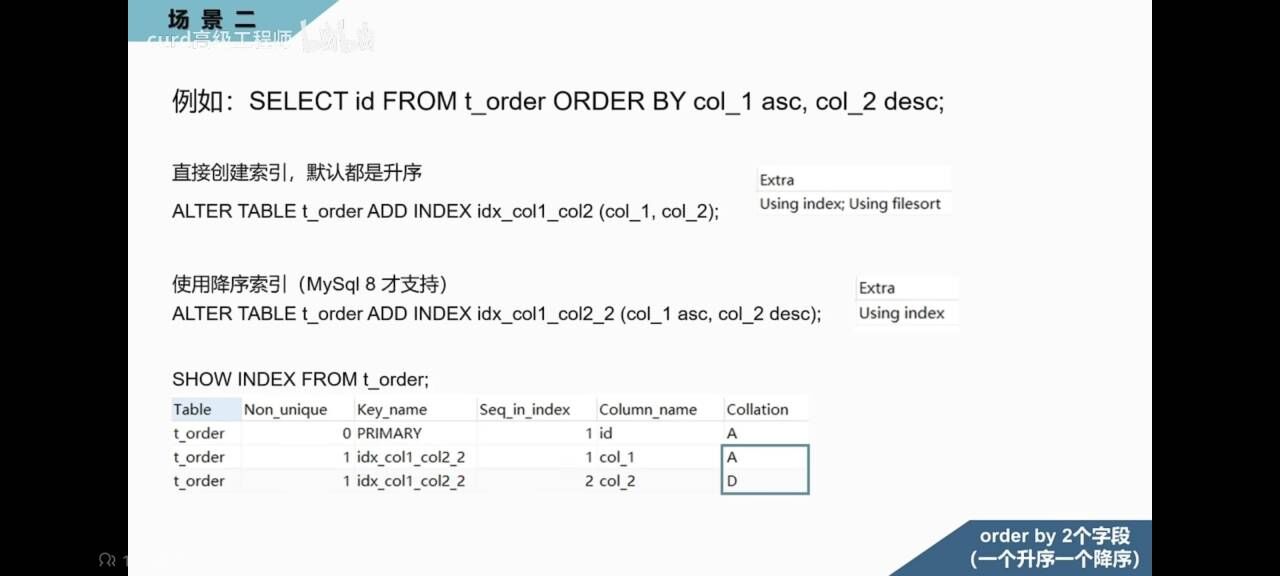 场 景 二
curd高级工程师 bilibili
例如：SELECT id FROM t_order ORDER BY col_1 asc, col_2 desc;
直接创建索引，默认都是升序
ALTER TABLE t_order ADD INDEX idx_col1_col2 (col_1, col_2);
Extra
Using index; Using filesort
使用降序索引（MySql 8 才支持）
ALTER TABLE t_order ADD INDEX idx_col1_col2_2 (col_1 asc, col_2 desc);
Extra
Using index
SHOW INDEX FROM t_order;
Table Non_unique Key_name Seq_in_index Column_name Collation
t_order 0 PRIMARY 1 id A
t_order 1 idx_col1_col2_2 1 col_1 A
t_order 1 idx_col1_col2_2 2 col_2 D
order by 2个字段
(一个升序一个降序)